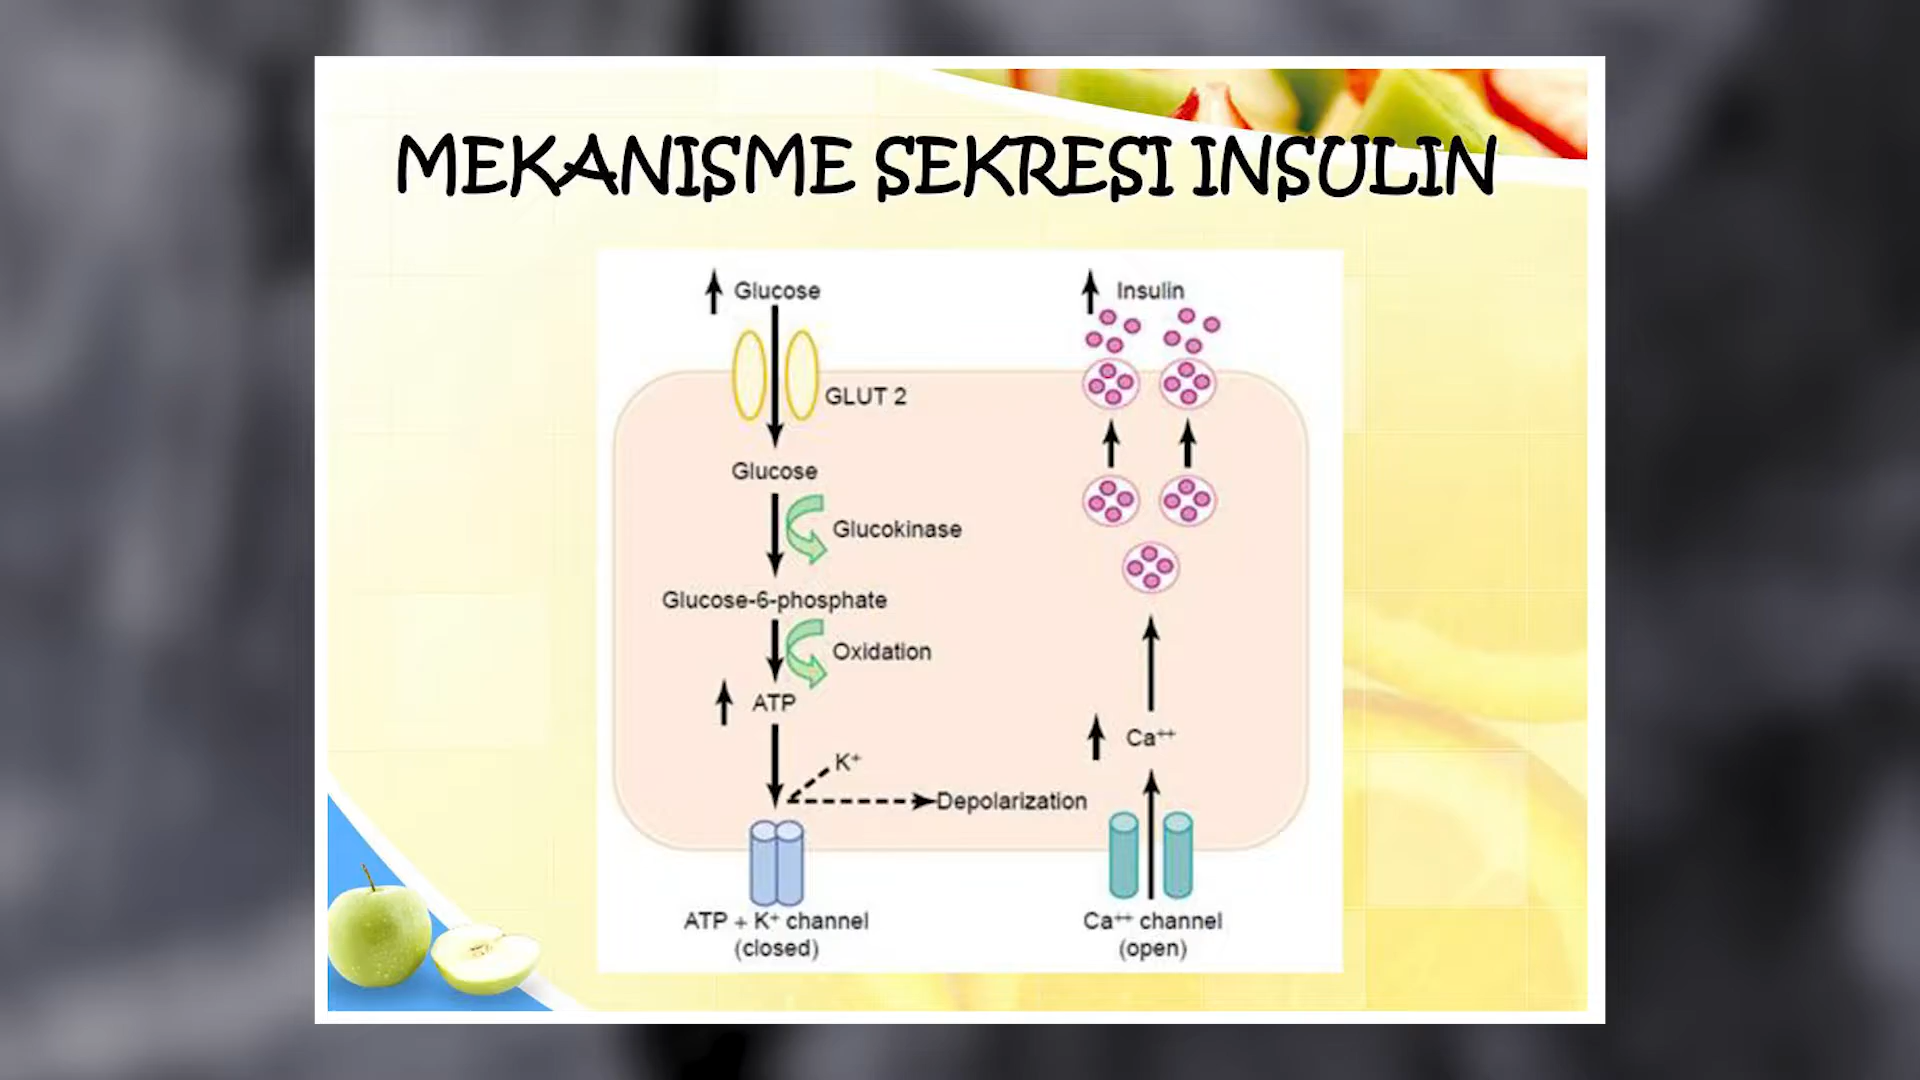 MEKANISME SEKRESI INSULIN
Glucose
Insulin
GLUT 2
Glucose
Glucokinase
Glucose-6-phosphate
Oxidation
ATP
Ca⁺⁺
K⁺
Depolarization
ATP + K⁺ channel
(closed)
Ca⁺⁺ channel
(open)